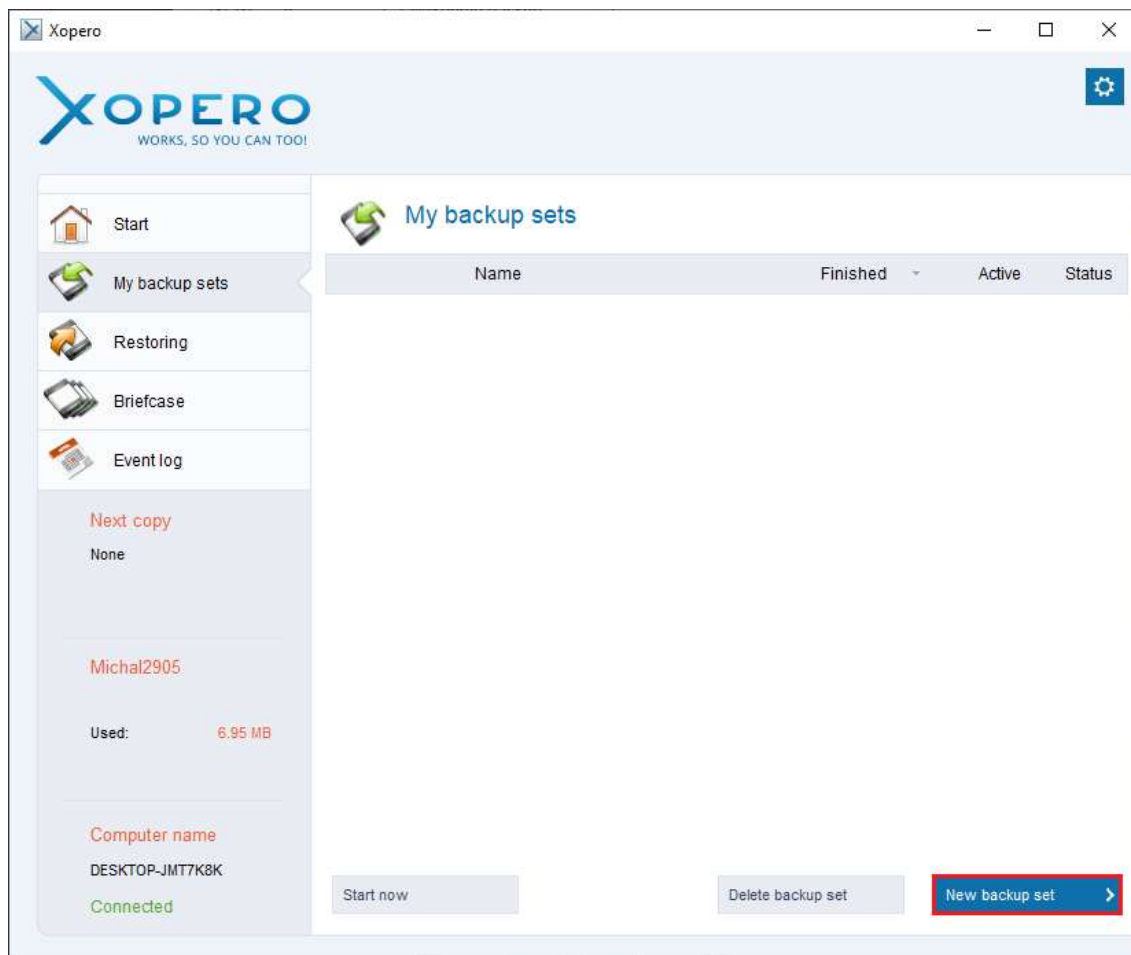 Xopero
XOPERO
WORKS, SO YOU CAN TOO!
Start
My backup sets
Restoring
Briefcase
Event log
Next copy
None
Michal2905
Used: 6.95 MB
Computer name
DESKTOP-JMT7K8K
Connected
My backup sets
Name Finished Active Status
Start now Delete backup set New backup set